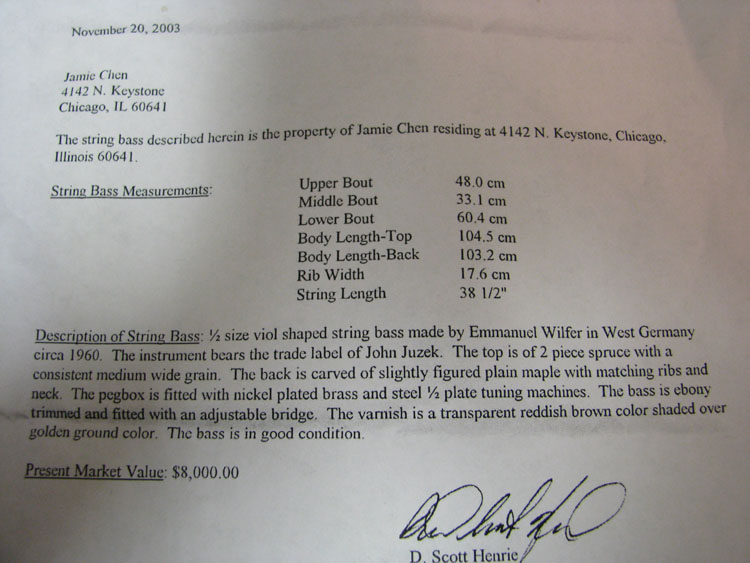 November 20, 2003
Jamie Chen
4142 N. Keystone
Chicago, IL 60641
The string bass described herein is the property of Jamie Chen residing at 4142 N. Keystone, Chicago,
Illinois 60641.
String Bass Measurements:
Upper Bout 48.0 cm
Middle Bout 33.1 cm
Lower Bout 60.4 cm
Body Length-Top 104.5 cm
Body Length-Back 103.2 cm
Rib Width 17.6 cm
String Length 38 1/2"
Description of String Bass: ½ size viol shaped string bass made by Emmanuel Wilfer in West Germany
circa 1960. The instrument bears the trade label of John Juzek. The top is of 2 piece spruce with a
consistent medium wide grain. The back is carved of slightly figured plain maple with matching ribs and
neck. The pegbox is fitted with nickel plated brass and steel ½ plate tuning machines. The bass is ebony
trimmed and fitted with an adjustable bridge. The varnish is a transparent reddish brown color shaded over
golden ground color. The bass is in good condition.
Present Market Value: $8,000.00
D. Scott Henrie